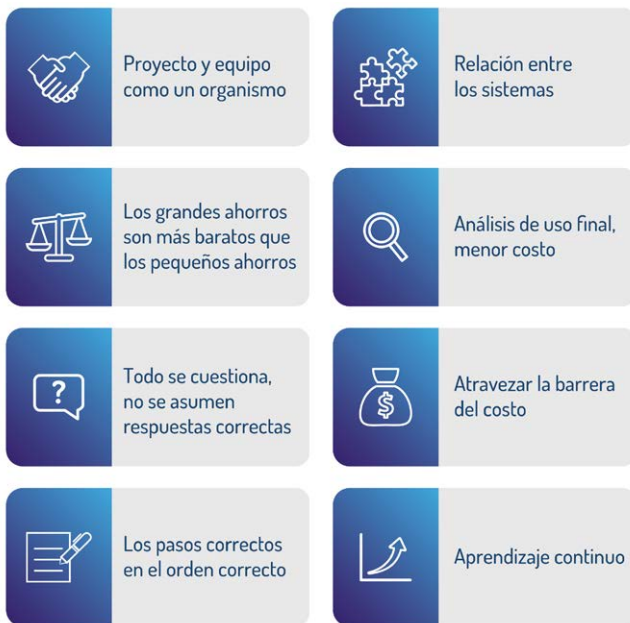 Proyecto y equipo
como un organismo
Relación entre
los sistemas
Los grandes ahorros
son más baratos que
los pequeños ahorros
Análisis de uso final,
menor costo
?
Todo se cuestiona,
no se asumen
respuestas correctas
$
Atravezar la barrera
del costo
Los pasos correctos
en el orden correcto
Aprendizaje continuo